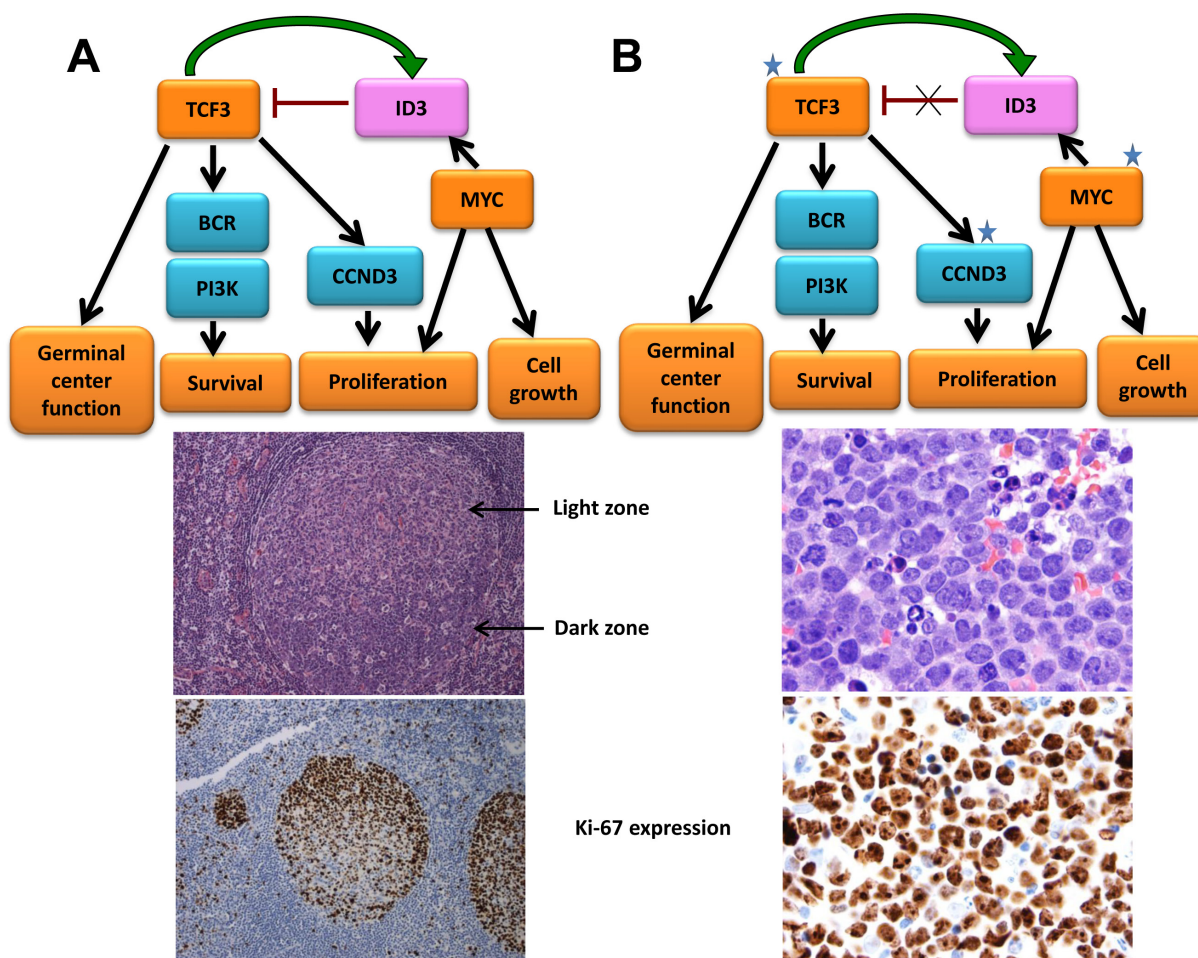 A
TCF3
ID3
BCR
MYC
PI3K
CCND3
Germinal
center
function
Survival
Proliferation
Cell
growth
B
TCF3
ID3
BCR
MYC
PI3K
CCND3
Germinal
center
function
Survival
Proliferation
Cell
growth
Light zone
Dark zone
Ki-67 expression